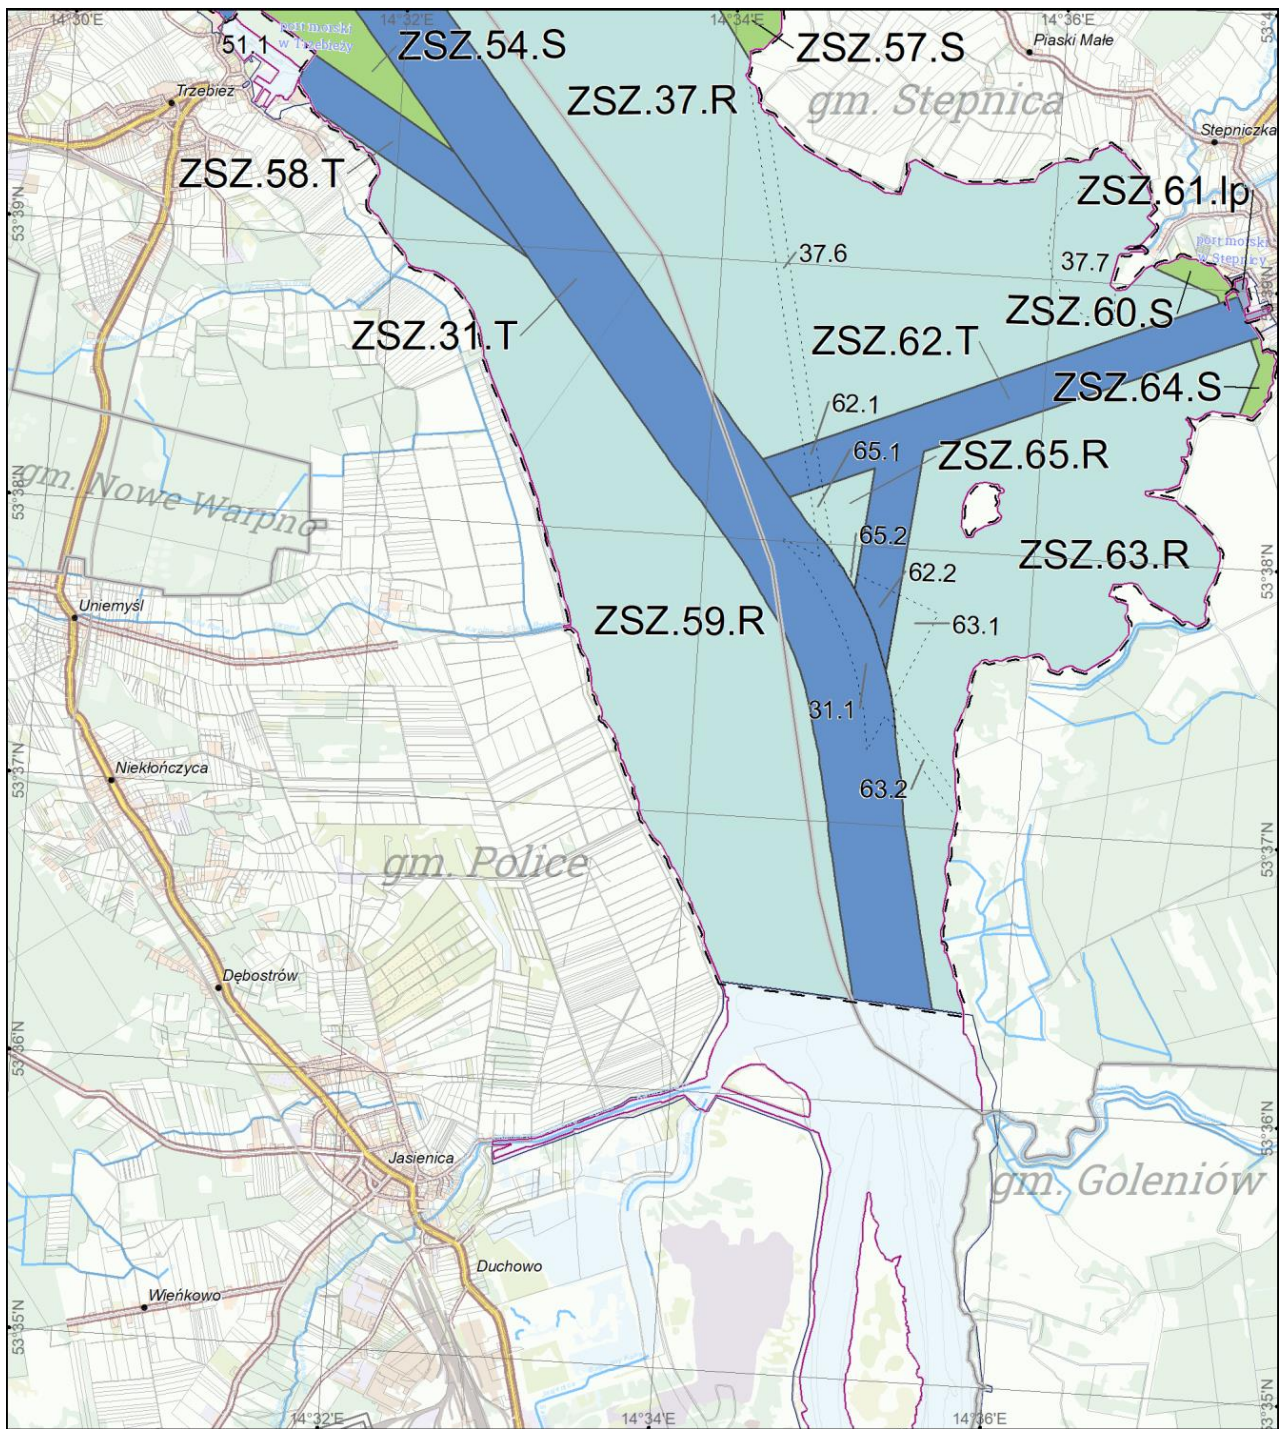 14°30'E
14°32'E
14°34'E
14°36'E
53°4
port morski
w Trzebieży
51.1
ZSZ.54.S
ZSZ.57.S
Piaski Małe
Trzebież
ZSZ.37.R
gm. Stepnica
Stepniczka
ZSZ.58.T
ZSZ.61.Ip
53°39'N
port morski
w Stepnicy
37.6
37.7
53°39'N
ZSZ.60.S
ZSZ.31.T
ZSZ.62.T
ZSZ.64.S
62.1
65.1
ZSZ.65.R
gm. Nowe Warpno
53°38'N
65.2
ZSZ.63.R
62.2
53°38'N
Uniemyśl
ZSZ.59.R
63.1
31.1
53°37'N
Niekłończyca
63.2
gm. Police
53°37'N
Dębostrów
53°36'N
53°36'N
Jasienica
gm. Goleniów
Duchowo
Wieńkowo
53°35'N
53°35'N
14°32'E
14°34'E
14°36'E